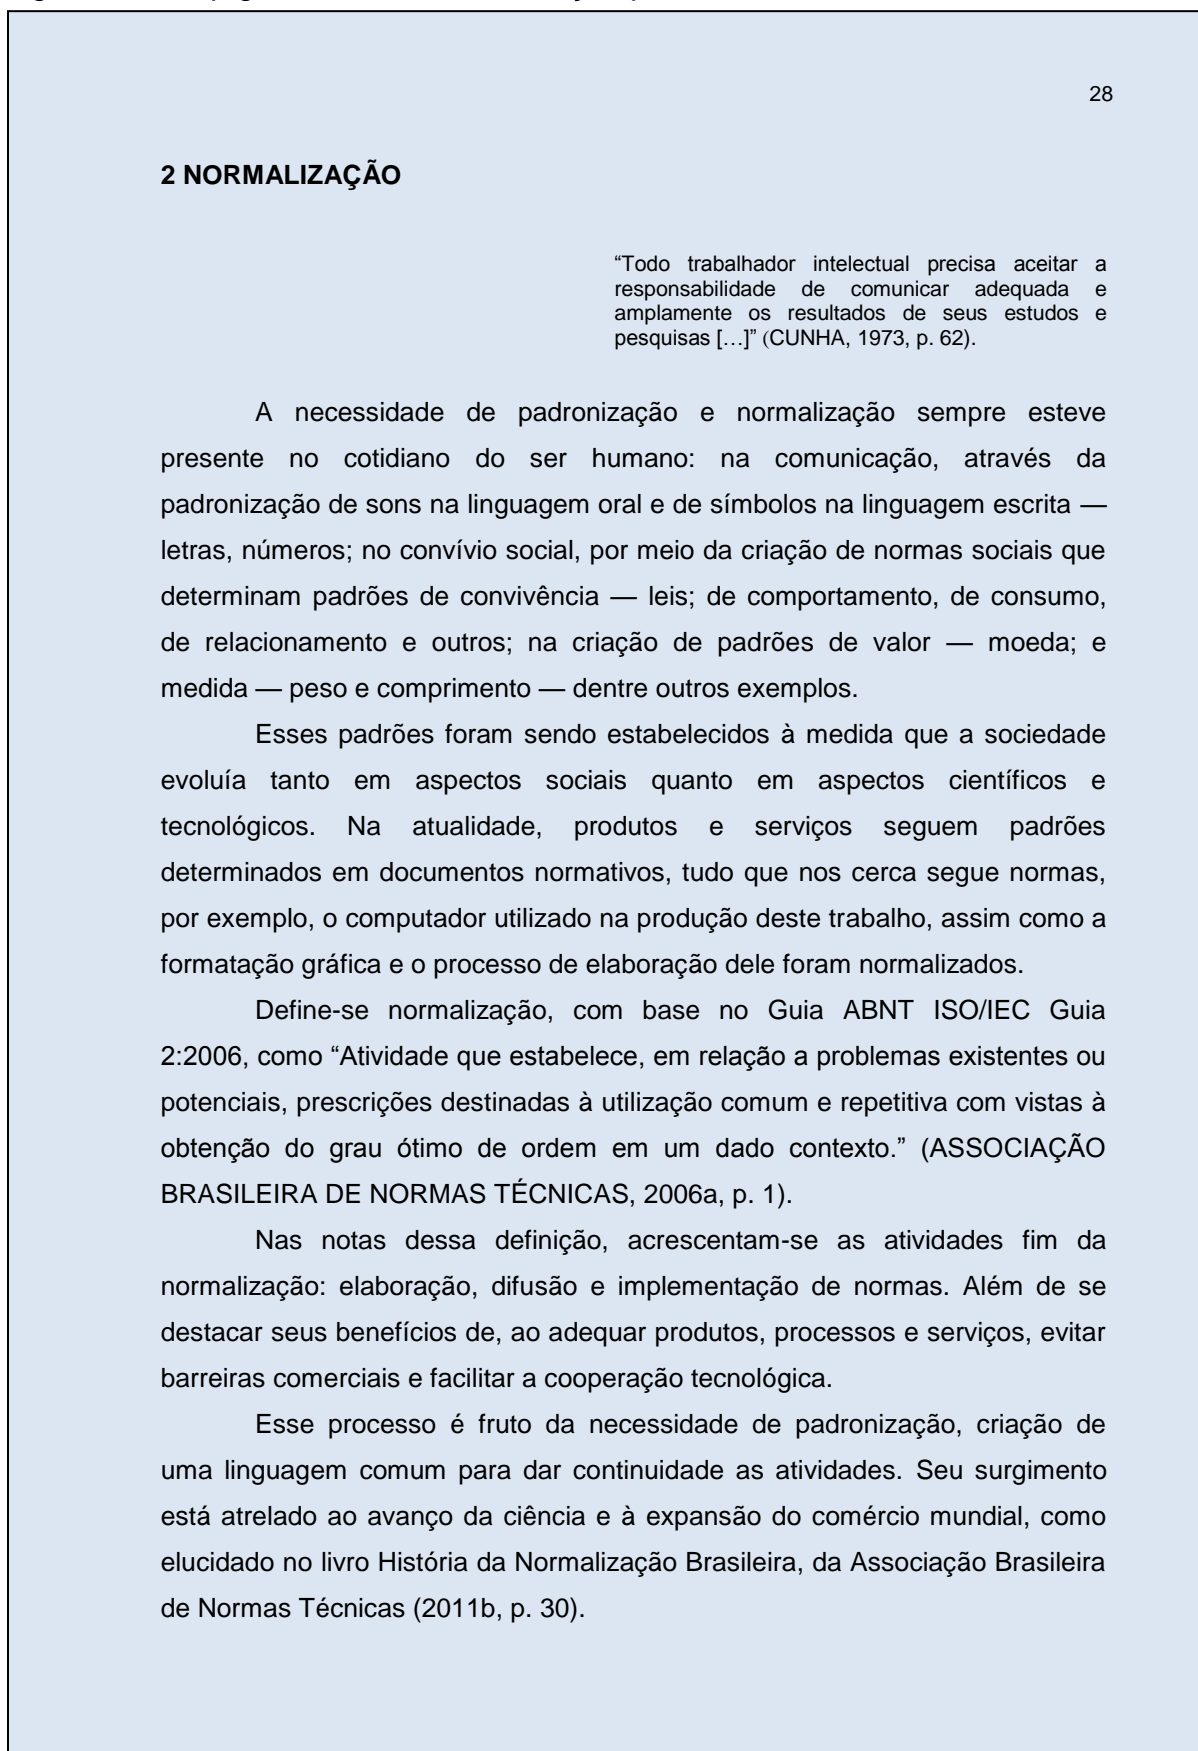 28
2 NORMALIZAÇÃO
“Todo trabalhador intelectual precisa aceitar a
responsabilidade de comunicar adequada e
amplamente os resultados de seus estudos e
pesquisas […]” (CUNHA, 1973, p. 62).
A necessidade de padronização e normalização sempre esteve
presente no cotidiano do ser humano: na comunicação, através da
padronização de sons na linguagem oral e de símbolos na linguagem escrita —
letras, números; no convívio social, por meio da criação de normas sociais que
determinam padrões de convivência — leis; de comportamento, de consumo,
de relacionamento e outros; na criação de padrões de valor — moeda; e
medida — peso e comprimento — dentre outros exemplos.
Esses padrões foram sendo estabelecidos à medida que a sociedade
evoluía tanto em aspectos sociais quanto em aspectos científicos e
tecnológicos. Na atualidade, produtos e serviços seguem padrões
determinados em documentos normativos, tudo que nos cerca segue normas,
por exemplo, o computador utilizado na produção deste trabalho, assim como a
formatação gráfica e o processo de elaboração dele foram normalizados.
Define-se normalização, com base no Guia ABNT ISO/IEC Guia
2:2006, como “Atividade que estabelece, em relação a problemas existentes ou
potenciais, prescrições destinadas à utilização comum e repetitiva com vistas à
obtenção do grau ótimo de ordem em um dado contexto.” (ASSOCIAÇÃO
BRASILEIRA DE NORMAS TÉCNICAS, 2006a, p. 1).
Nas notas dessa definição, acrescentam-se as atividades fim da
normalização: elaboração, difusão e implementação de normas. Além de se
destacar seus benefícios de, ao adequar produtos, processos e serviços, evitar
barreiras comerciais e facilitar a cooperação tecnológica.
Esse processo é fruto da necessidade de padronização, criação de
uma linguagem comum para dar continuidade as atividades. Seu surgimento
está atrelado ao avanço da ciência e à expansão do comércio mundial, como
elucidado no livro História da Normalização Brasileira, da Associação Brasileira
de Normas Técnicas (2011b, p. 30).